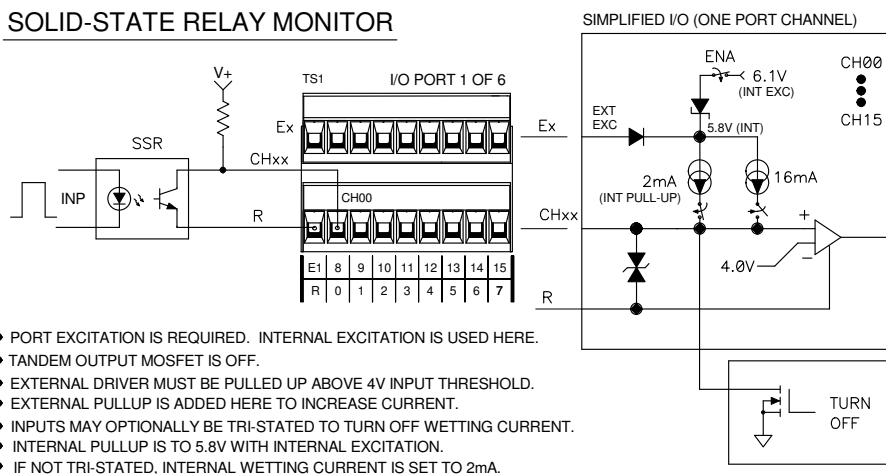 SOLID-STATE RELAY MONITOR
SIMPLIFIED I/O (ONE PORT CHANNEL)
V+
TS1
I/O PORT 1 OF 6
ENA
6.1V
(INT EXC)
CH00
CH15
Ex
Ex
EXT
EXC
5.8V (INT)
SSR
CHxx
INP
CH00
2mA
(INT PULL-UP)
16mA
R
CHxx
+
4.0V
−
E1 8 9 10 11 12 13 14 15
R 0 1 2 3 4 5 6 7
R
PORT EXCITATION IS REQUIRED. INTERNAL EXCITATION IS USED HERE.
TANDEM OUTPUT MOSFET IS OFF.
EXTERNAL DRIVER MUST BE PULLED UP ABOVE 4V INPUT THRESHOLD.
EXTERNAL PULLUP IS ADDED HERE TO INCREASE CURRENT.
INPUTS MAY OPTIONALLY BE TRI-STATED TO TURN OFF WETTING CURRENT.
INTERNAL PULLUP IS TO 5.8V WITH INTERNAL EXCITATION.
IF NOT TRI-STATED, INTERNAL WETTING CURRENT IS SET TO 2mA.
TURN
OFF